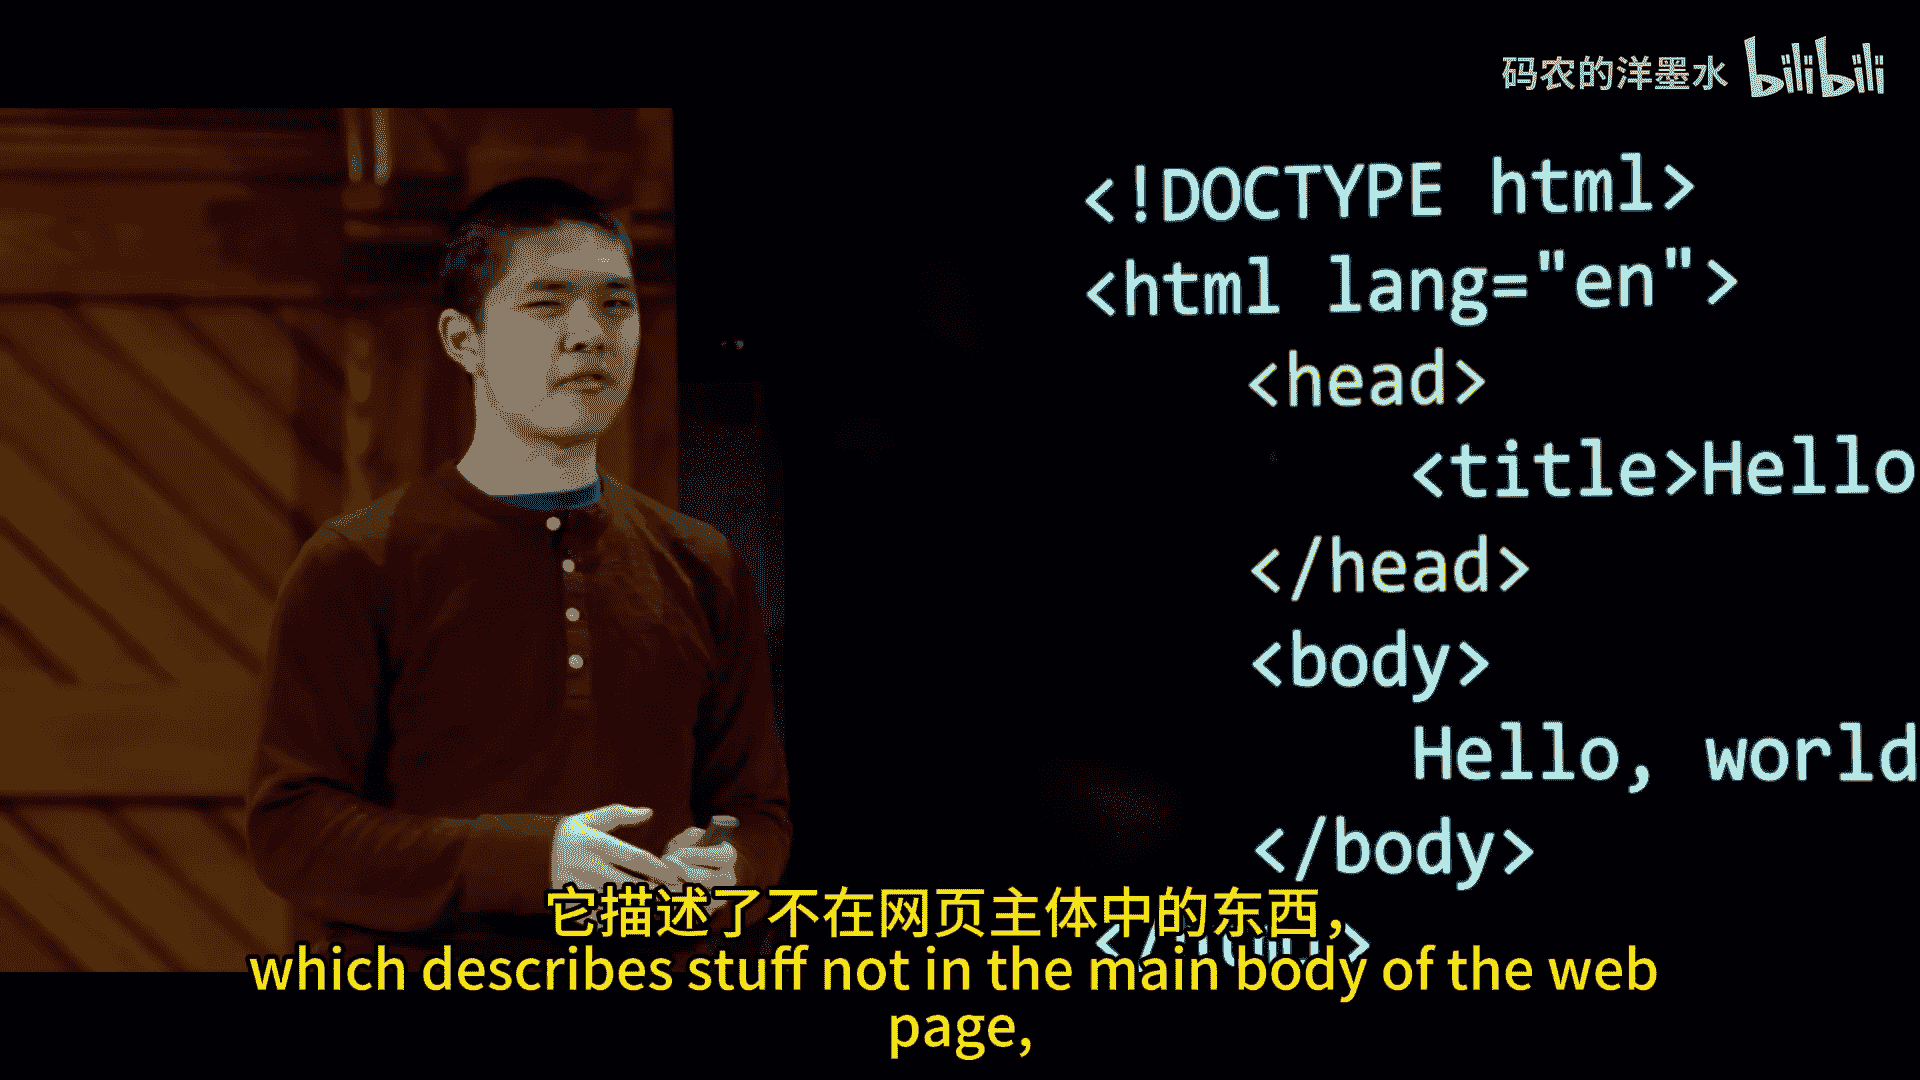 码农的洋墨水 bilibili
<!DOCTYPE html>
<html lang="en">
<head>
<title>Hello
</head>
<body>
Hello, world
</body>
它描述了不在网页主体中的东西，
which describes stuff not in the main body of the web
page,